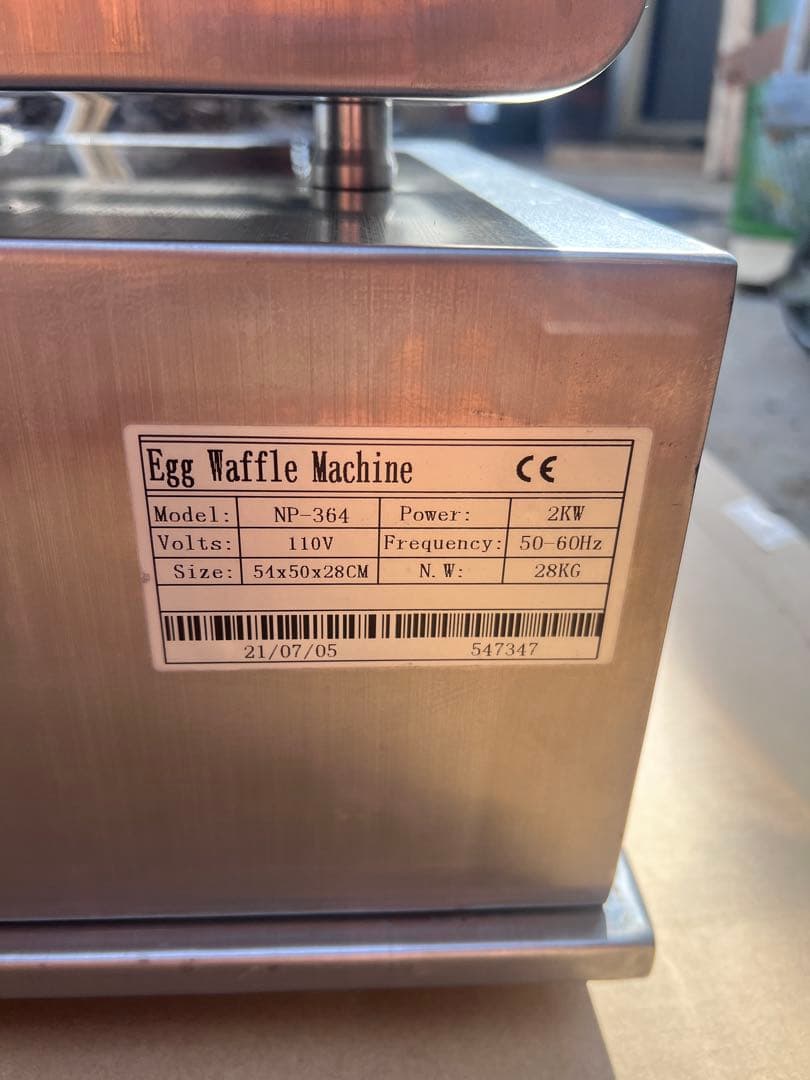 Egg Waffle Machine CE
Model: NP-364 Power: 2KW
Volts: 110V Frequency: 50-60Hz
Size: 54x50x28CM N.W: 28KG
21/07/05 547347